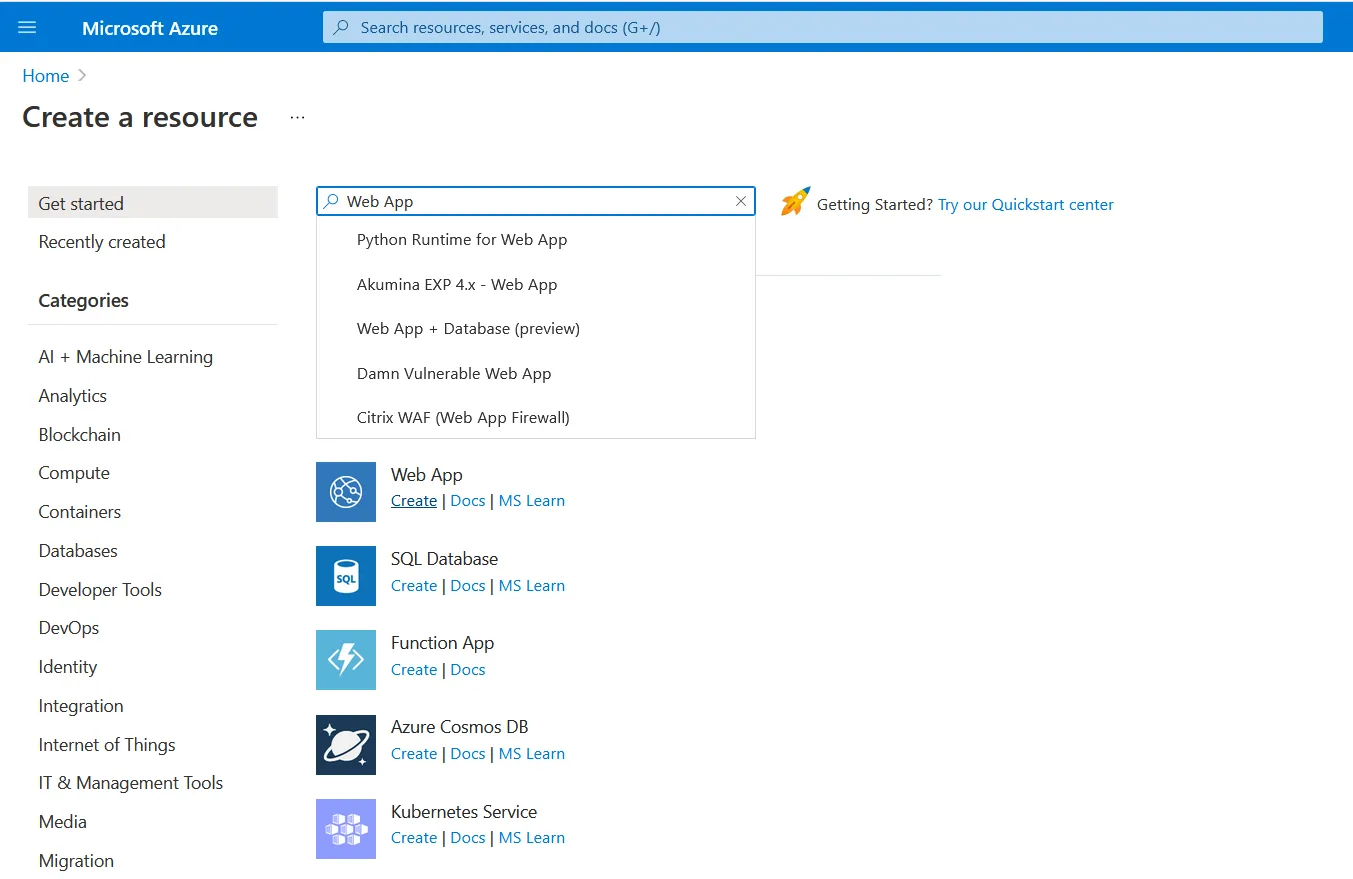 Microsoft Azure
Search resources, services, and docs (G+/)
Home
Create a resource ...
Get started
Recently created
Categories
AI + Machine Learning
Analytics
Blockchain
Compute
Containers
Databases
Developer Tools
DevOps
Identity
Integration
Internet of Things
IT & Management Tools
Media
Migration
Web App
Python Runtime for Web App
Akumina EXP 4.x - Web App
Web App + Database (preview)
Damn Vulnerable Web App
Citrix WAF (Web App Firewall)
Getting Started? Try our Quickstart center
Web App
Create | Docs | MS Learn
SQL
SQL Database
Create | Docs | MS Learn
Function App
Create | Docs
Azure Cosmos DB
Create | Docs | MS Learn
Kubernetes Service
Create | Docs | MS Learn